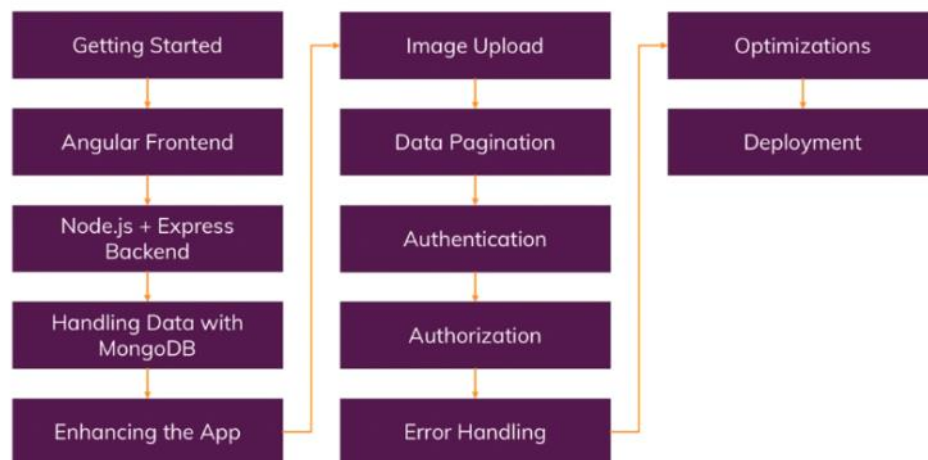 Getting Started
Angular Frontend
Node.js + Express
Backend
Handling Data with
MongoDB
Enhancing the App
Image Upload
Data Pagination
Authentication
Authorization
Error Handling
Optimizations
Deployment